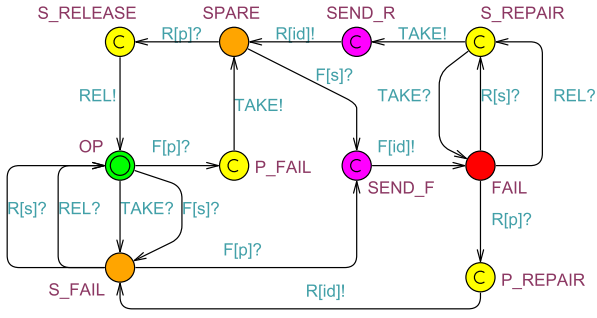 S_RELEASE SPARE SEND_R S_REPAIR
R[p]? R[id]! TAKE!
C C
F[s]?
REL! TAKE! TAKE? R[s]? REL?
OP F[p]? F[id]!
C P_FAIL C SEND_F FAIL
R[s]? REL? TAKE? F[s]?
R[p]?
F[p]?
S_FAIL C P_REPAIR
R[id]!